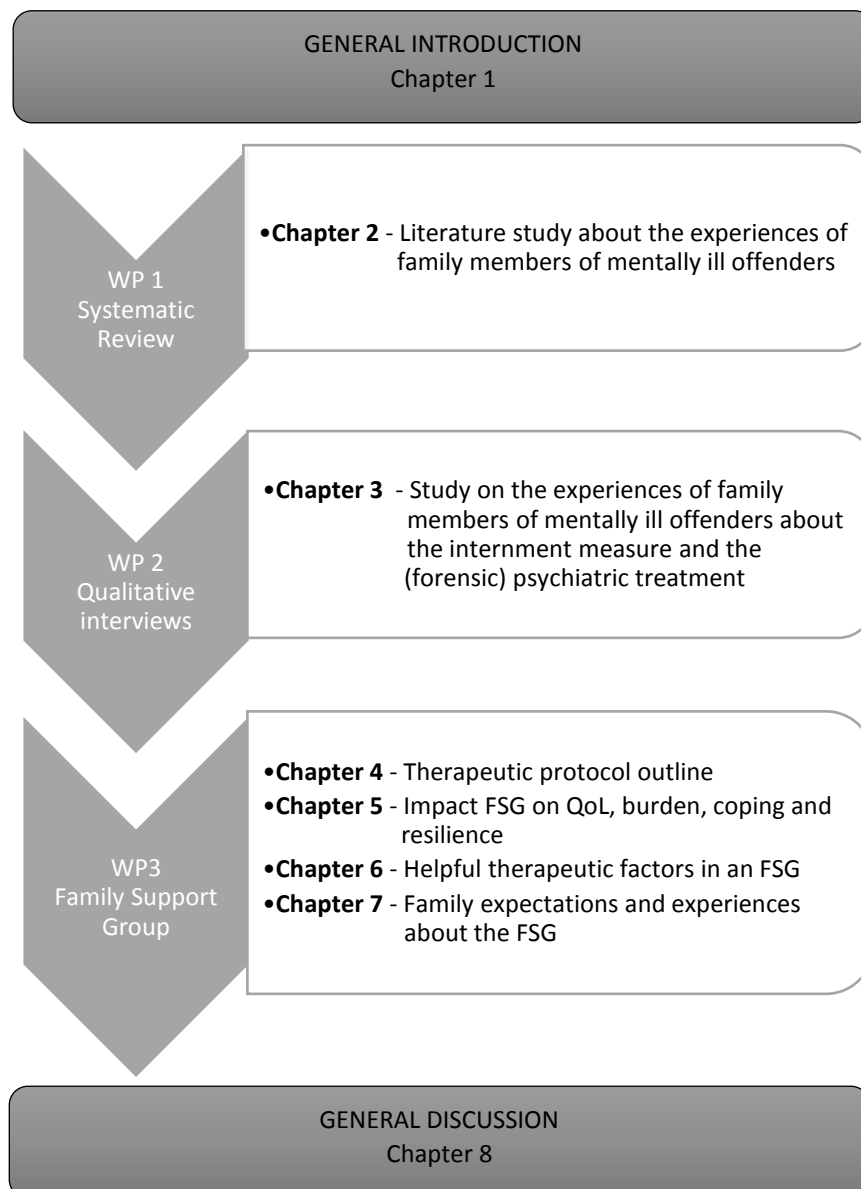 GENERAL INTRODUCTION
Chapter 1
WP 1
Systematic
Review
•Chapter 2 - Literature study about the experiences of
family members of mentally ill offenders
WP 2
Qualitative
interviews
•Chapter 3 - Study on the experiences of family
members of mentally ill offenders about
the internment measure and the
(forensic) psychiatric treatment
WP3
Family Support
Group
•Chapter 4 - Therapeutic protocol outline
•Chapter 5 - Impact FSG on QoL, burden, coping and
resilience
•Chapter 6 - Helpful therapeutic factors in an FSG
•Chapter 7 - Family expectations and experiences
about the FSG
GENERAL DISCUSSION
Chapter 8